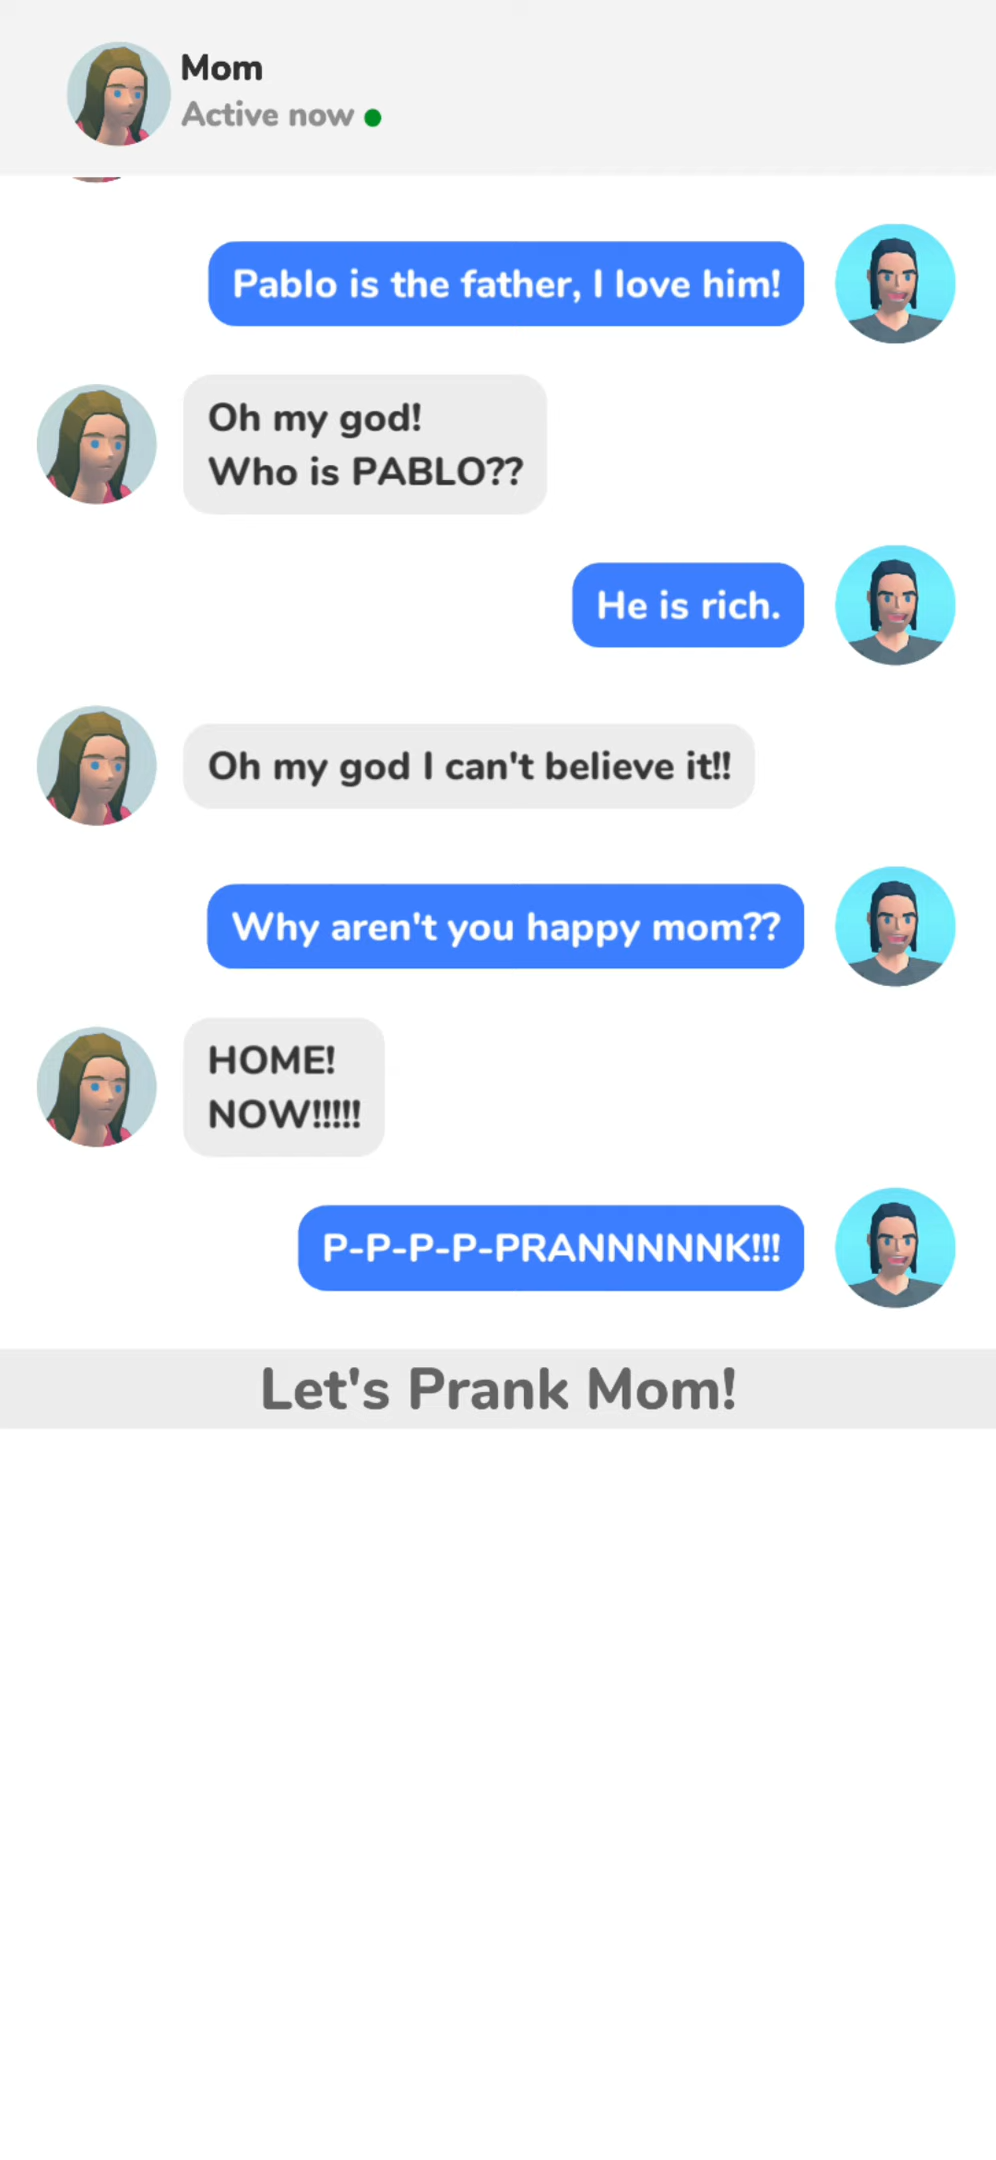 Mom
Active now
Pablo is the father, I love him!
Oh my god!
Who is PABLO??
He is rich.
Oh my god I can't believe it!!
Why aren't you happy mom??
HOME!
NOW!!!!!
P-P-P-P-PRANNNNNK!!!
Let's Prank Mom!